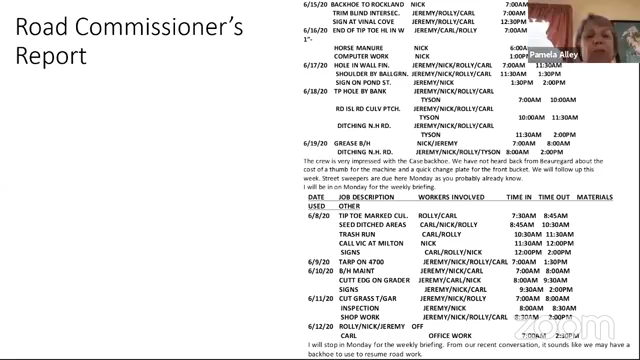 Road Commissioner's
Report
6/15/20 BACKHOE TO ROCKLAND NICK 7:00AM
TRIM BLIND INTERSEC. JEREMY/ROLLY/CARL 7:00AM
SIGN AT VINAL COVE JEREMY/ROLLY/CARL 12:30PM
6/16/20 END OF TIP TOE HL IN W JEREMY/CARL/ROLLY 7:00AM
1"-
HORSE MANURE NICK 6:00A
COMPUTER WORK NICK 1:00P
6/17/20 HOLE IN WALL FIN. JEREMY/NICK/ROLLY/CARL 7:00AM 11:30AM
SHOULDER BY BALLGRN. JEREMY/NICK/ROLLY/CARL 11:30AM 1:30PM
SIGN ON POND ST. JEREMY/NICK 1:30PM 2:00PM
6/18/20 TP HOLE BY BANK JEREMY/NICK/ROLLY/CARL
TYSON 7:00AM 10:00AM
RD ISL RD CULV PTCH. JEREMY/NICK/ROLLY/CARL
TYSON 10:00AM 11:30AM
DITCHING N.H RD. JEREMY/NICK/ROLLY/CARL
TYSON 11:30AM 2:00PM
6/19/20 GREASE B/H NICK/JEREMY 7:00AM 8:00AM
DITCHING N.H. RD. JEREMY/NICK/ROLLY/TYSON 8:00AM 2:00PM
The crew is very impressed with the Case backhoe. We have not heard back from Beauregard about the
cost of a thumb for the machine and a quick change plate for the front bucket. We will follow up this
week. Street sweepers are due here Monday as you probably already know.
I will be in on Monday for the weekly briefing.
DATE JOB DESCRIPTION WORKERS INVOLVED TIME IN TIME OUT MATERIALS
USED OTHER
6/8/20 TIP TOE MARKED CUL. ROLLY/CARL 7:30AM 8:45AM
SEED DITCHED AREAS CARL/NICK/ROLLY 8:45AM 10:30AM
TRASH RUN CARL/ROLLY 10:30AM 11:30AM
CALL VIC AT MILTON NICK 11:30AM 12:00PM
SIGNS CARL/ROLLY/NICK 12:00PM 2:00PM
6/9/20 TARP ON 4700 JEREMY/NICK/ROLLY/CARL 7:00AM 1:30PM
6/10/20 B/H MAINT JEREMY/NICK/CARL 7:00AM 8:00AM
CUTT EDG ON GRADER JEREMY/NICK/CARL 8:00AM 9:30AM
SIGNS JEREMY/NICK/CARL 9:30AM 2:00PM
6/11/20 CUT GRASS T/GAR JEREMY/NICK/ROLLY 7:00AM 8:00AM
INSPECTION JEREMY/NICK/ROLLY 8:00AM 8:30AM
SHOP WORK JEREMY/NICK/ROLLY 8:30AM 2:00PM
6/12/20 ROLLY/NICK/JEREMY OFF
CARL OFFICE WORK 7:00AM 2:30PM
I will stop in Monday for the weekly briefing. From our recent conversation, it sounds like we may have a
backhoe to use to resume road work.
Pamela Alley
zoom